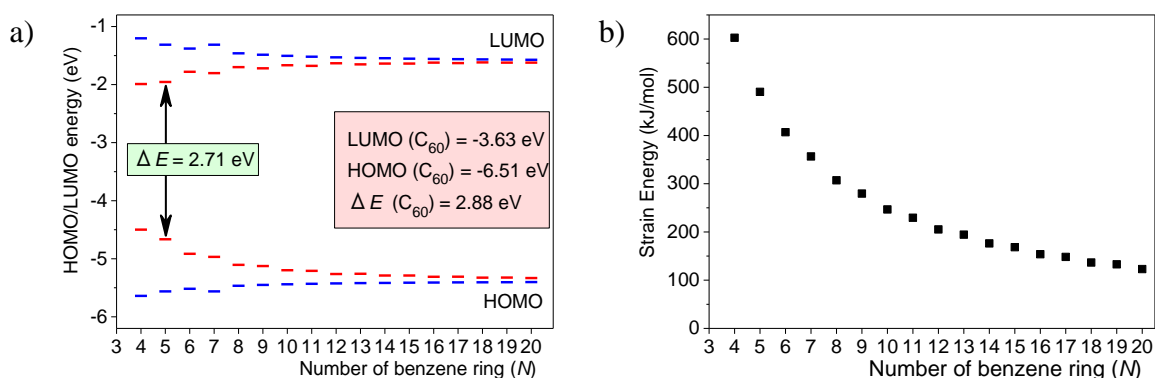 a)
HOMO/LUMO energy (eV)
-1
-2
-3
-4
-5
-6
LUMO
Δ E = 2.71 eV
LUMO (C60) = -3.63 eV
HOMO (C60) = -6.51 eV
Δ E (C60) = 2.88 eV
HOMO
3 4 5 6 7 8 9 10 11 12 13 14 15 16 17 18 19 20
Number of benzene ring (N)
b)
Strain Energy (kJ/mol)
600
500
400
300
200
100
0
3 4 5 6 7 8 9 10 11 12 13 14 15 16 17 18 19 20
Number of benzene ring (N)